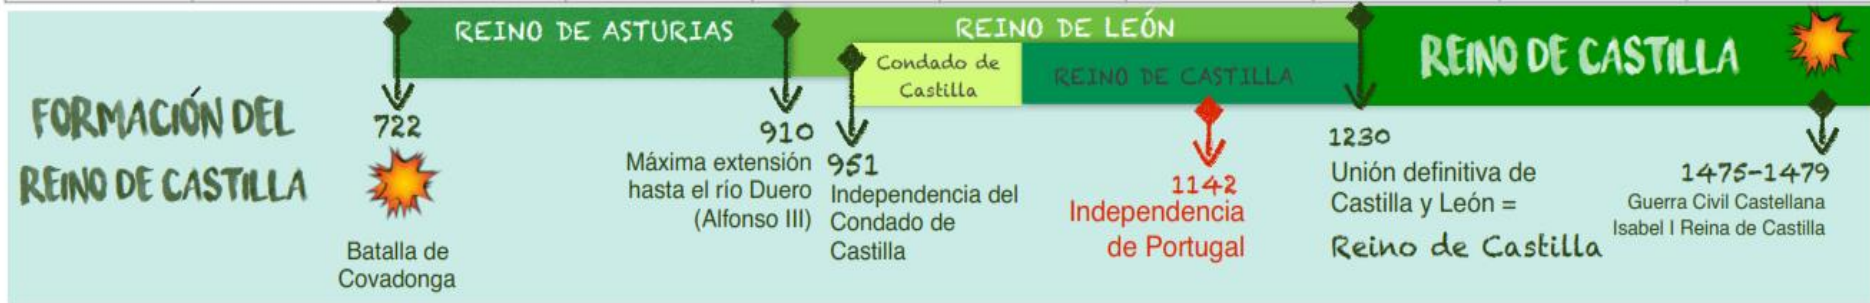 REINO DE ASTURIAS
REINO DE LEÓN
Condado de
Castilla
REINO DE CASTILLA
REINO DE CASTILLA
FORMACIÓN DEL
REINO DE CASTILLA
722
Batalla de
Covadonga
910
Máxima extensión
hasta el río Duero
(Alfonso III)
951
Independencia del
Condado de
Castilla
1142
Independencia
de Portugal
1230
Unión definitiva de
Castilla y León =
Reino de Castilla
1475-1479
Guerra Civil Castellana
Isabel I Reina de Castilla